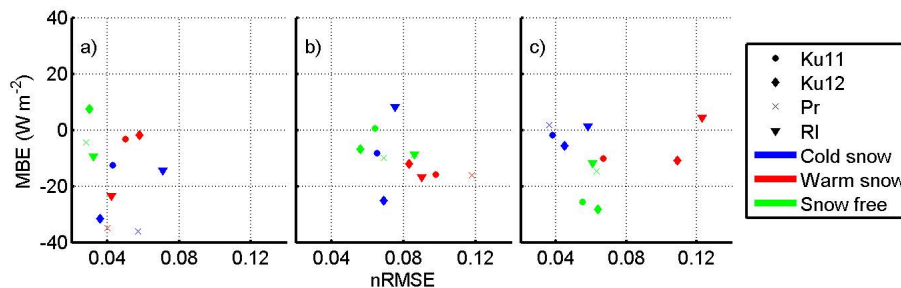 40
20
0
-20
-40
MBE (W m-2)
a)
b)
c)
0.04 0.08 0.12
0.04 0.08 0.12
0.04 0.08 0.12
nRMSE
Ku11
Ku12
Pr
RI
Cold snow
Warm snow
Snow free